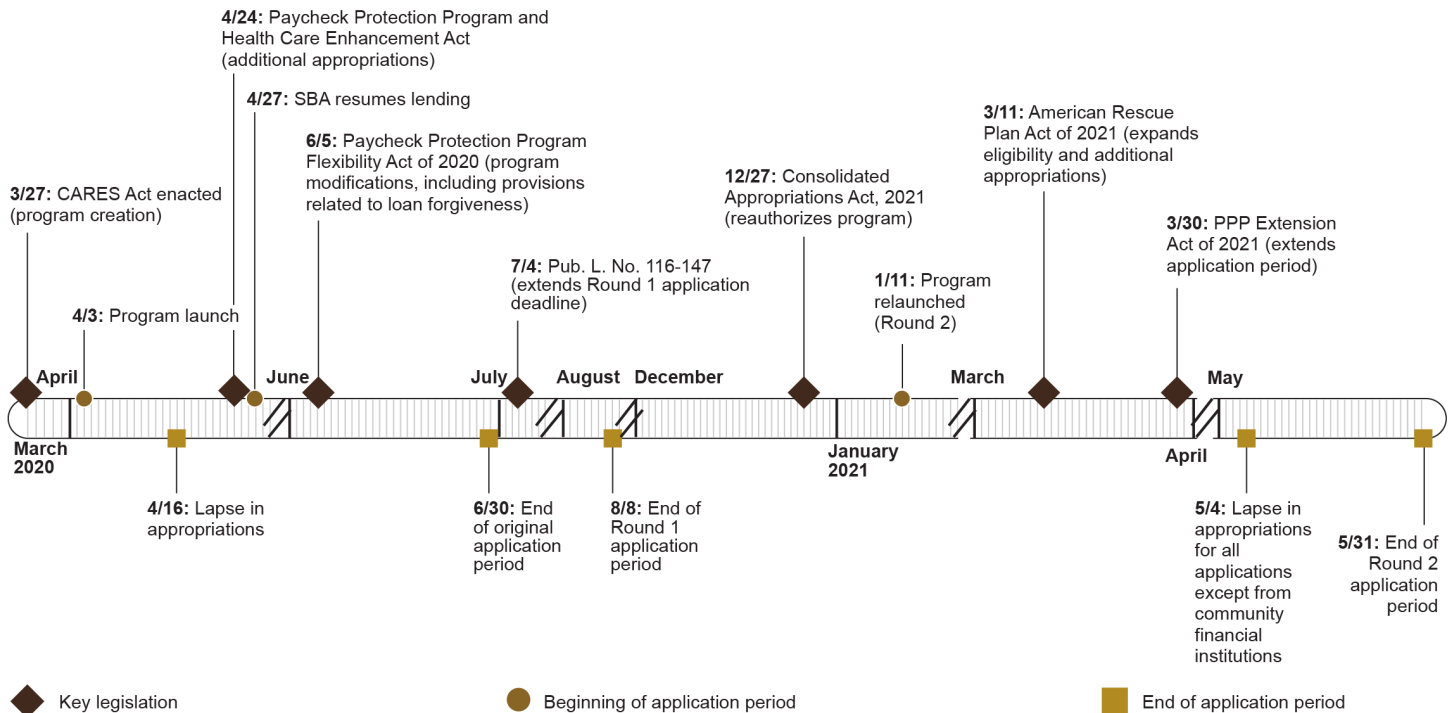 4/24: Paycheck Protection Program and
Health Care Enhancement Act
(additional appropriations)
4/27: SBA resumes lending
6/5: Paycheck Protection Program
Flexibility Act of 2020 (program
modifications, including provisions
related to loan forgiveness)
3/27: CARES Act enacted
(program creation)
4/3: Program launch
7/4: Pub. L. No. 116-147
(extends Round 1 application
deadline)
12/27: Consolidated
Appropriations Act, 2021
(reauthorizes program)
1/11: Program
relaunched
(Round 2)
3/11: American Rescue
Plan Act of 2021 (expands
eligibility and additional
appropriations)
3/30: PPP Extension
Act of 2021 (extends
application period)
April
June
July
August
December
March
May
March
2020
January
2021
April
4/16: Lapse in
appropriations
6/30: End
of original
application
period
8/8: End of
Round 1
application
period
5/4: Lapse in
appropriations
for all
applications
except from
community
financial
institutions
5/31: End of
Round 2
application
period
Key legislation
Beginning of application period
End of application period